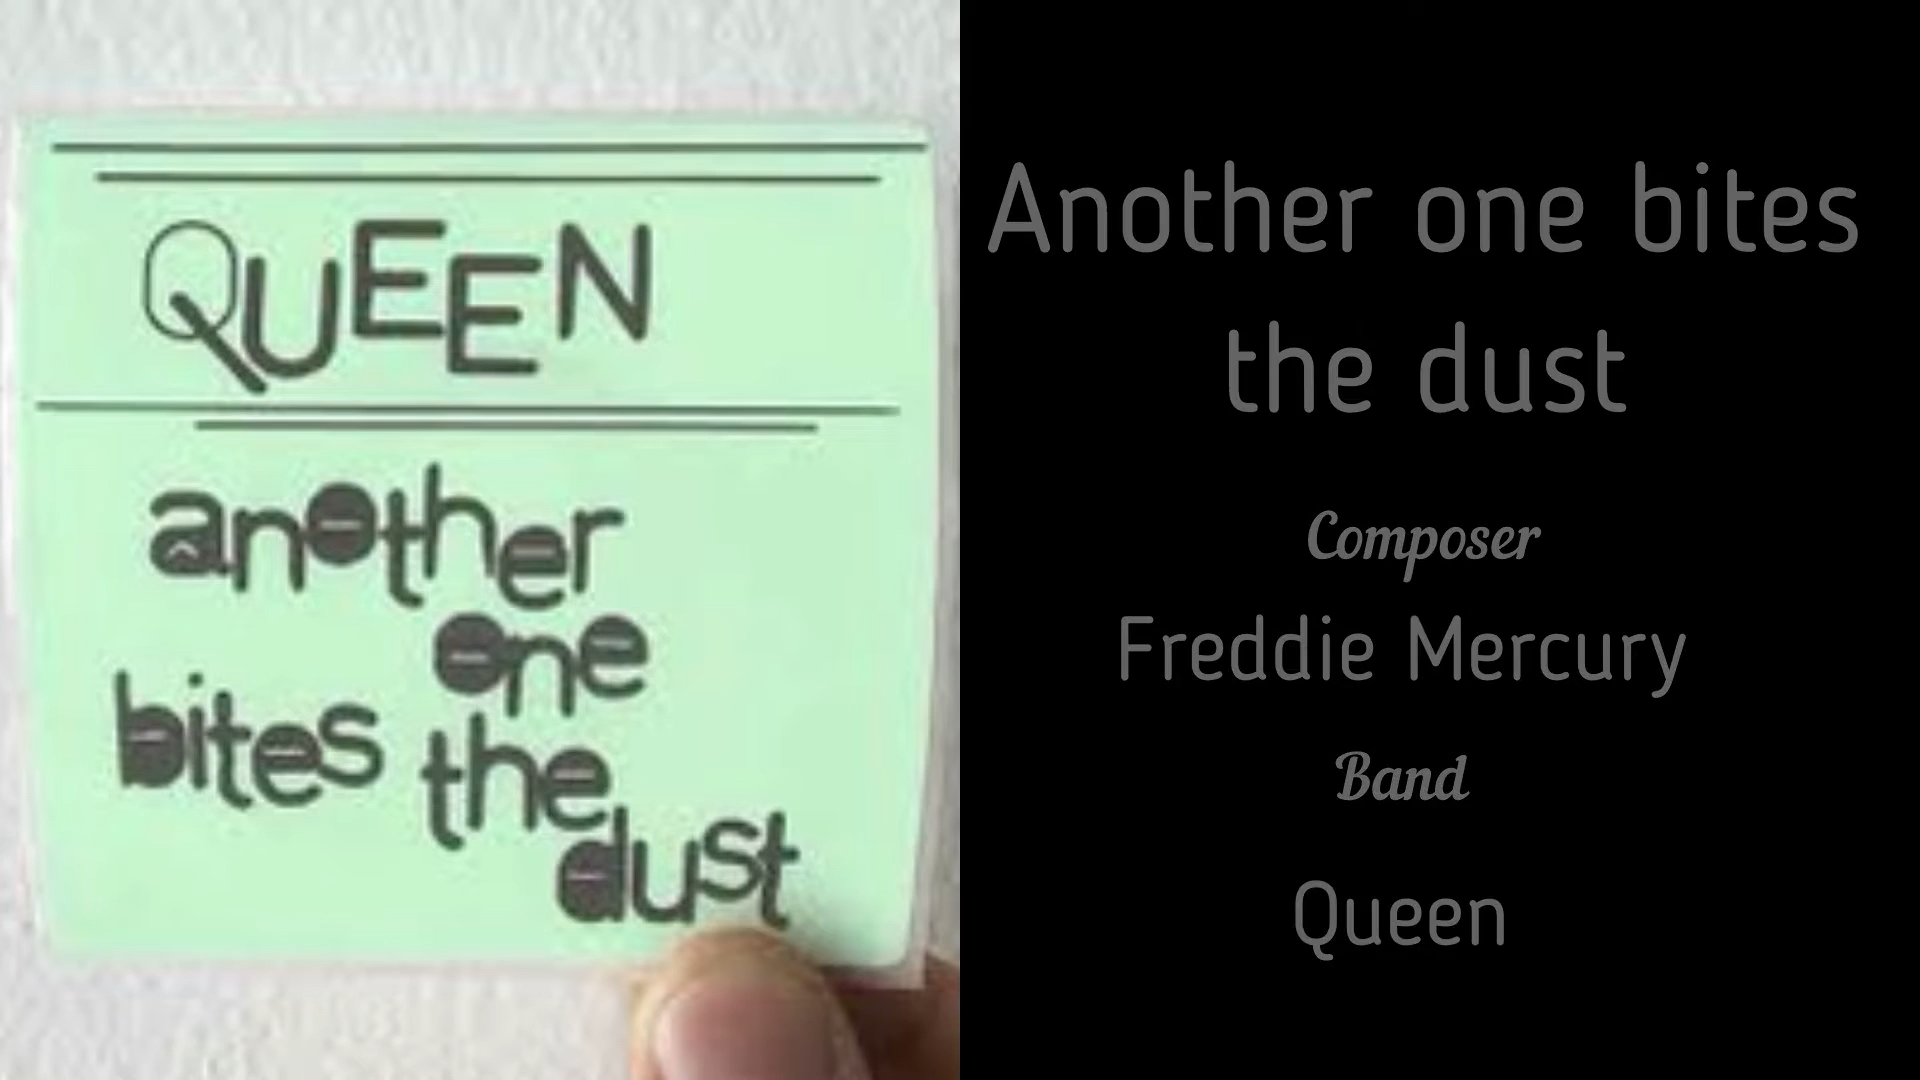 QUEEN
another
one
bites the
dust
Another one bites
the dust
Composer
Freddie Mercury
Band
Queen